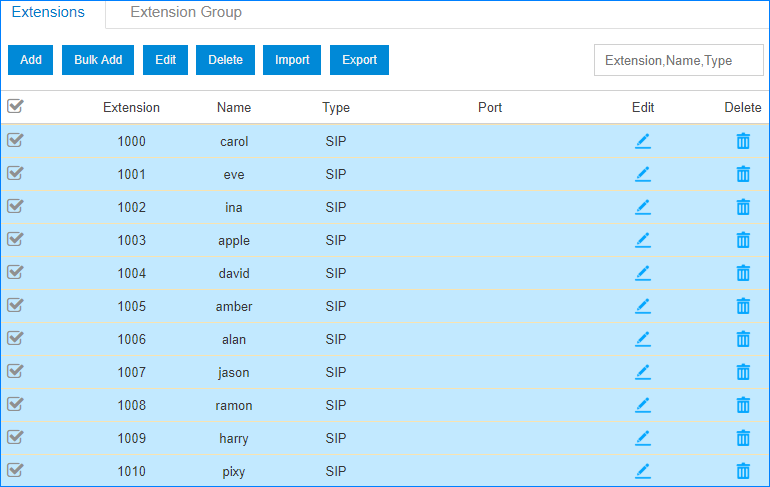 Extensions Extension Group
Add Bulk Add Edit Delete Import Export Extension,Name,Type
Extension Name Type Port Edit Delete
1000 carol SIP
1001 eve SIP
1002 ina SIP
1003 apple SIP
1004 david SIP
1005 amber SIP
1006 alan SIP
1007 jason SIP
1008 ramon SIP
1009 harry SIP
1010 pixy SIP